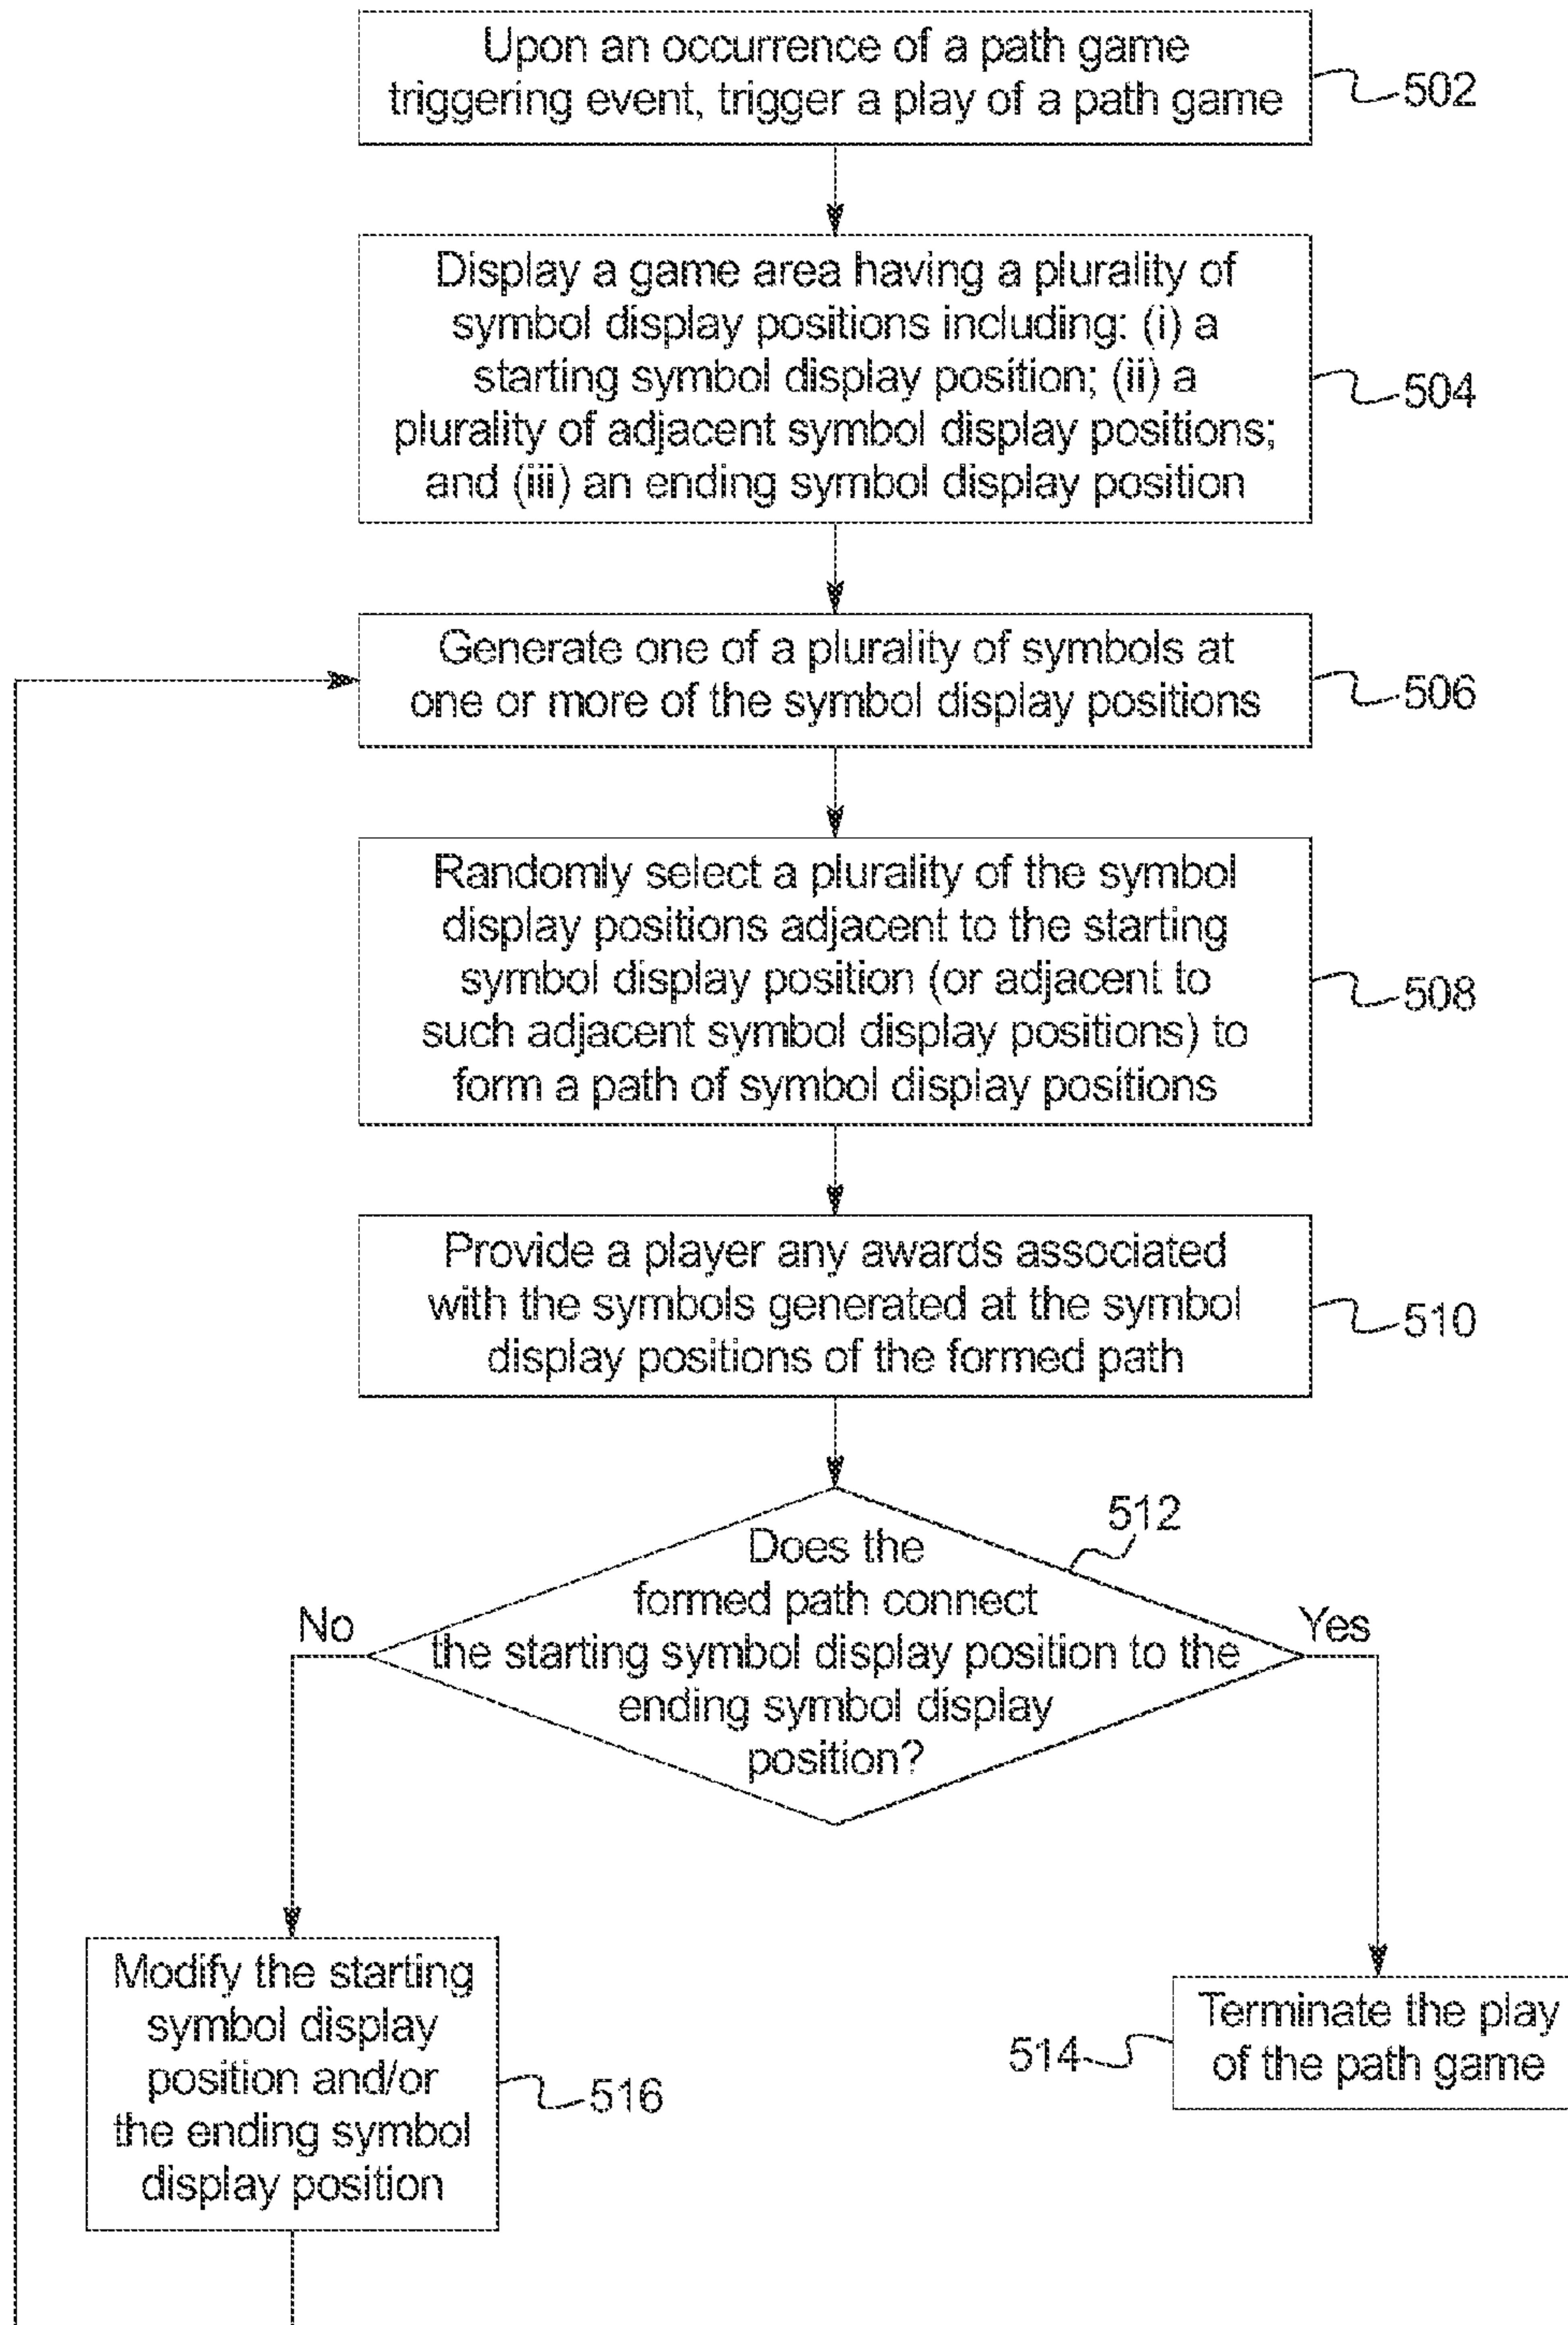 Upon an occurrence of a path game
triggering event, trigger a play of a path game
502
Display a game area having a plurality of
symbol display positions including: (i) a
starting symbol display position; (ii) a
plurality of adjacent symbol display positions;
and (iii) an ending symbol display position
504
Generate one of a plurality of symbols at
one or more of the symbol display positions
506
Randomly select a plurality of the symbol
display positions adjacent to the starting
symbol display position (or adjacent to
such adjacent symbol display positions) to
form a path of symbol display positions
508
Provide a player any awards associated
with the symbols generated at the symbol
display positions of the formed path
510
512
Does the
formed path connect
the starting symbol display position to the
ending symbol display
position?
No
Yes
Modify the starting
symbol display
position and/or
the ending symbol
display position
516
514
Terminate the play
of the path game